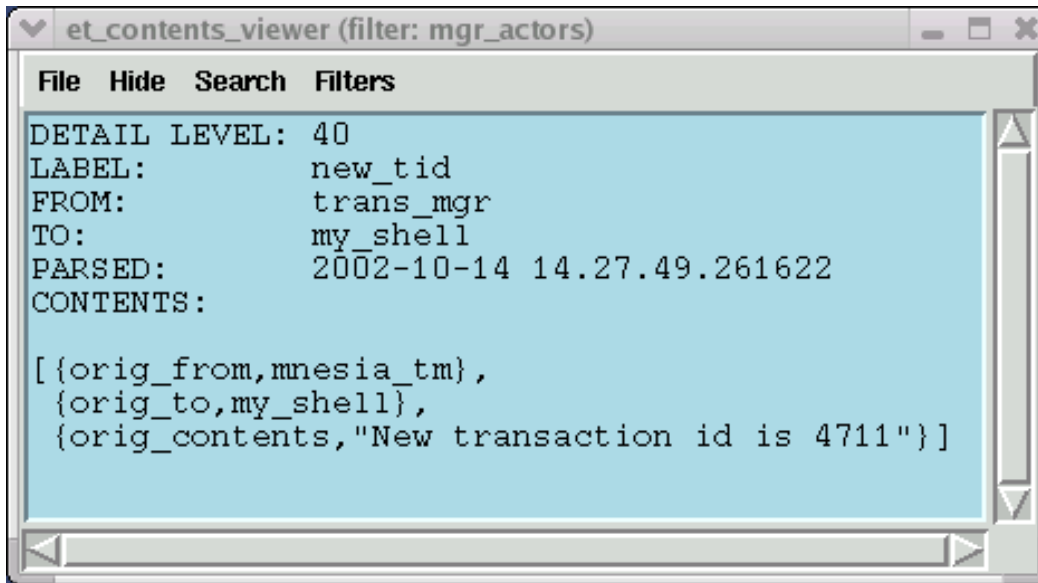 et_contents_viewer (filter: mgr_actors)
File Hide Search Filters
DETAIL LEVEL: 40
LABEL: new_tid
FROM: trans_mgr
TO: my_shell
PARSED: 2002-10-14 14.27.49.261622
CONTENTS:
[{orig_from,mnesia_tm},
{orig_to,my_shell},
{orig_contents,"New transaction id is 4711"}]